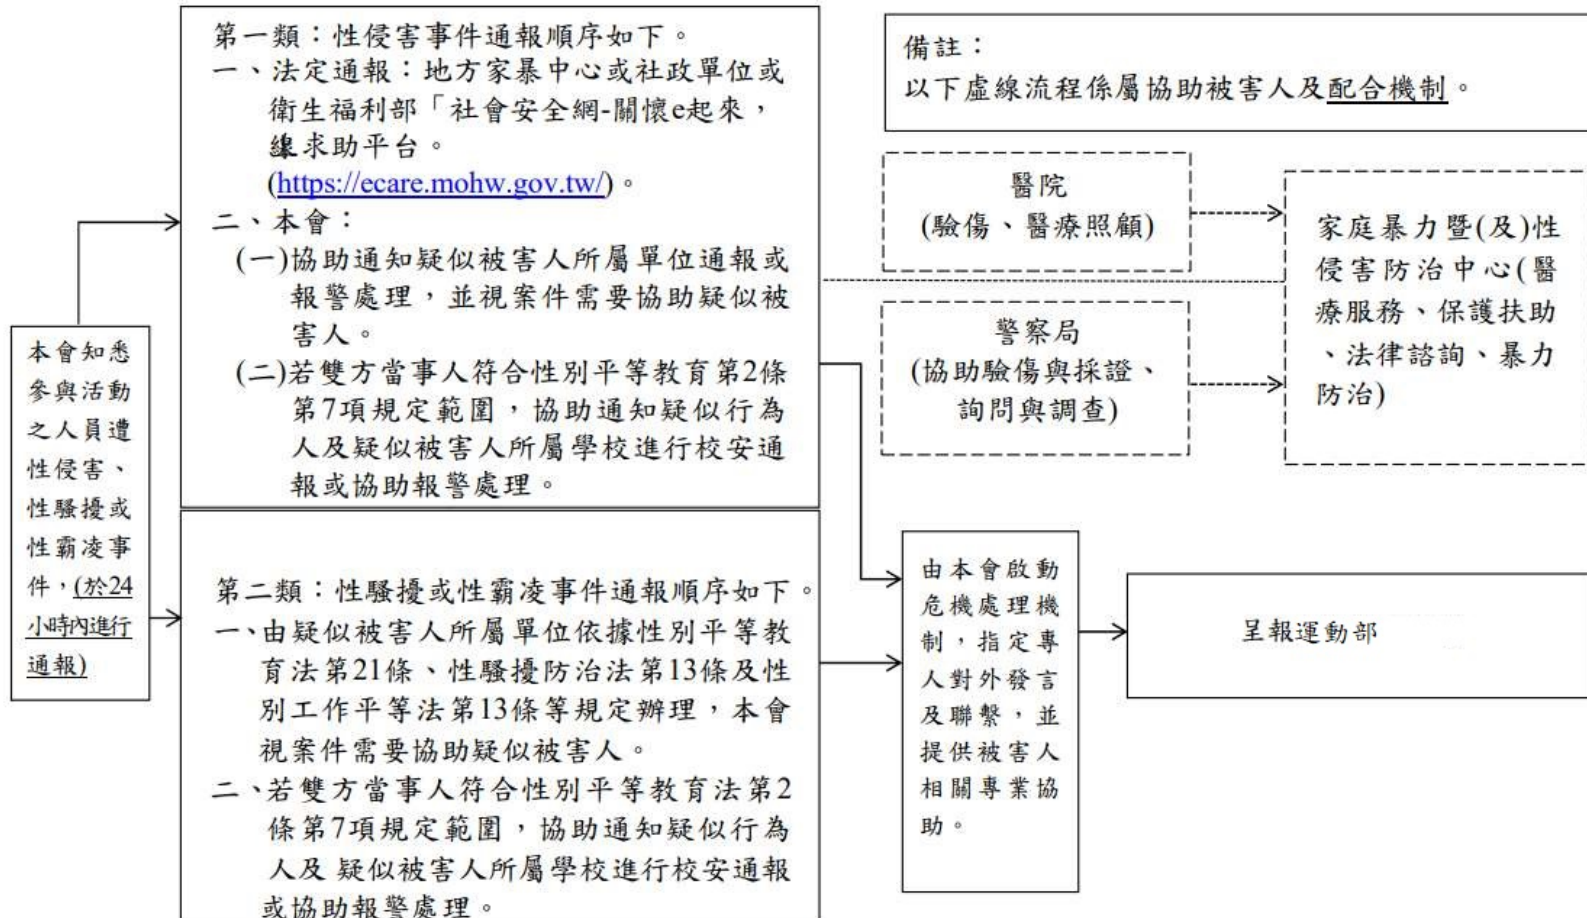 本會知悉
參與活動
之人員遭
性侵害、
性騷擾或
性霸凌事
件，(於24
小時內進行
通報)
第一類：性侵害事件通報順序如下。
一、法定通報：地方家暴中心或社政單位或
衛生福利部「社會安全網-關懷e起來，
線求助平台。
(https://ecare.mohw.gov.tw/)。
二、本會：
(一)協助通知疑似被害人所屬單位通報或
報警處理，並視案件需要協助疑似被
害人。
(二)若雙方當事人符合性別平等教育第2條
第7項規定範圍，協助通知疑似行為
人及疑似被害人所屬學校進行校安通
報或協助報警處理。
第二類：性騷擾或性霸凌事件通報順序如下。
一、由疑似被害人所屬單位依據性別平等教
育法第21條、性騷擾防治法第13條及性
別工作平等法第13條等規定辦理，本會
視案件需要協助疑似被害人。
二、若雙方當事人符合性別平等教育法第2
條第7項規定範圍，協助通知疑似行為
人及 疑似被害人所屬學校進行校安通報
或協助報警處理。
備註：
以下虛線流程係屬協助被害人及配合機制。
醫院
(驗傷、醫療照顧)
警察局
(協助驗傷與採證、
詢問與調查)
家庭暴力暨(及)性
侵害防治中心(醫
療服務、保護扶助
、法律諮詢、暴力
防治)
由本會啟動
危機處理機
制，指定專
人對外發言
及聯繫，並
提供被害人
相關專業協
助。
呈報運動部